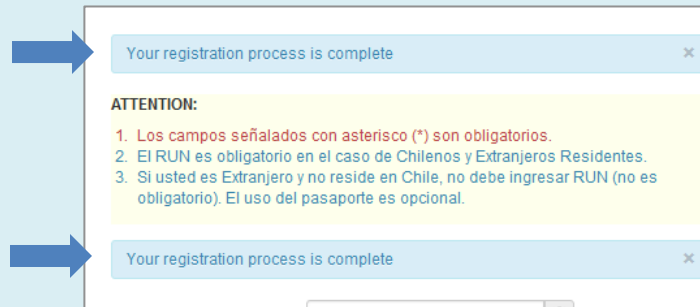 Your registration process is complete ×
ATTENTION:
1. Los campos señalados con asterisco (*) son obligatorios.
2. El RUN es obligatorio en el caso de Chilenos y Extranjeros Residentes.
3. Si usted es Extranjero y no reside en Chile, no debe ingresar RUN (no es
obligatorio). El uso del pasaporte es opcional.
Your registration process is complete ×